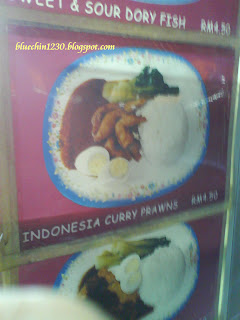 WEET & SOUR DORY FISH RM4.50
bluechin1230.blogspot.com
INDONESIA CURRY PRAWNS RM4.50